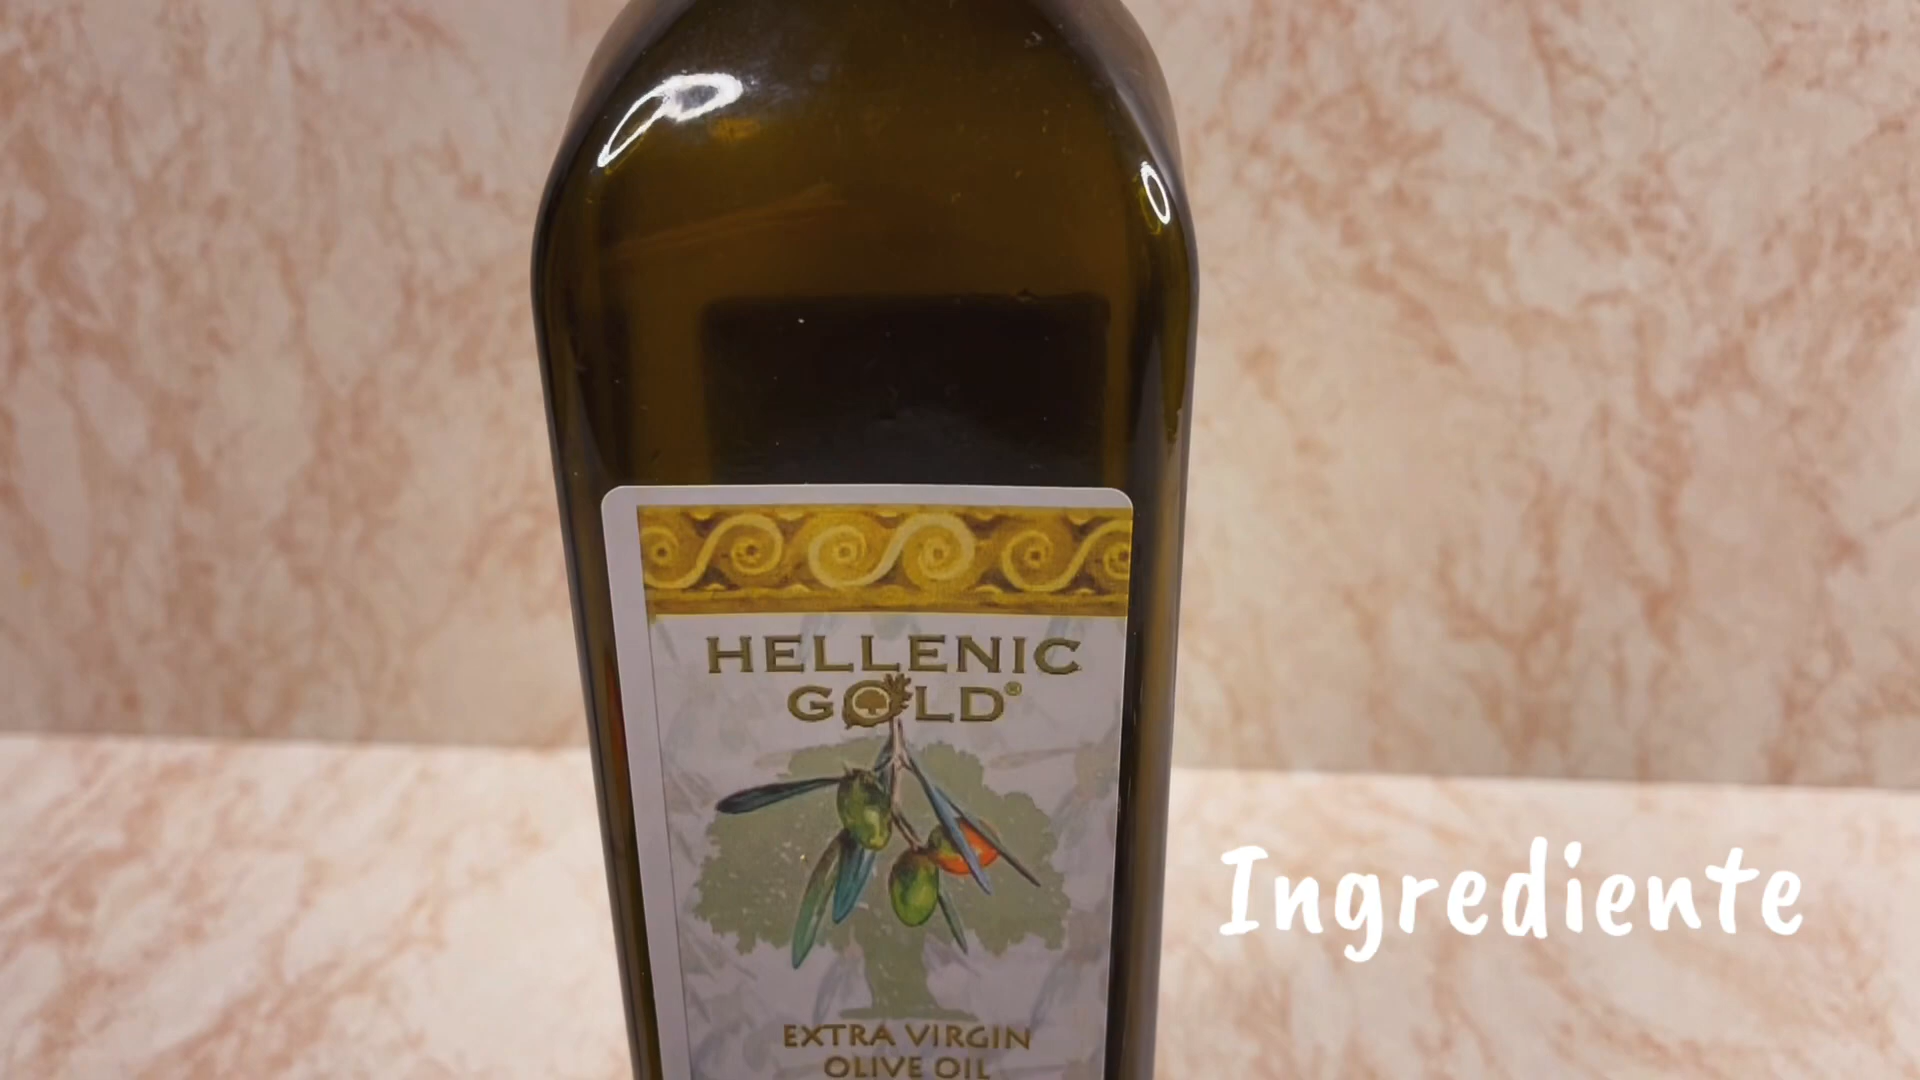 HELLENIC
GOLD®
EXTRA VIRGIN
OLIVE OIL
Ingrediente